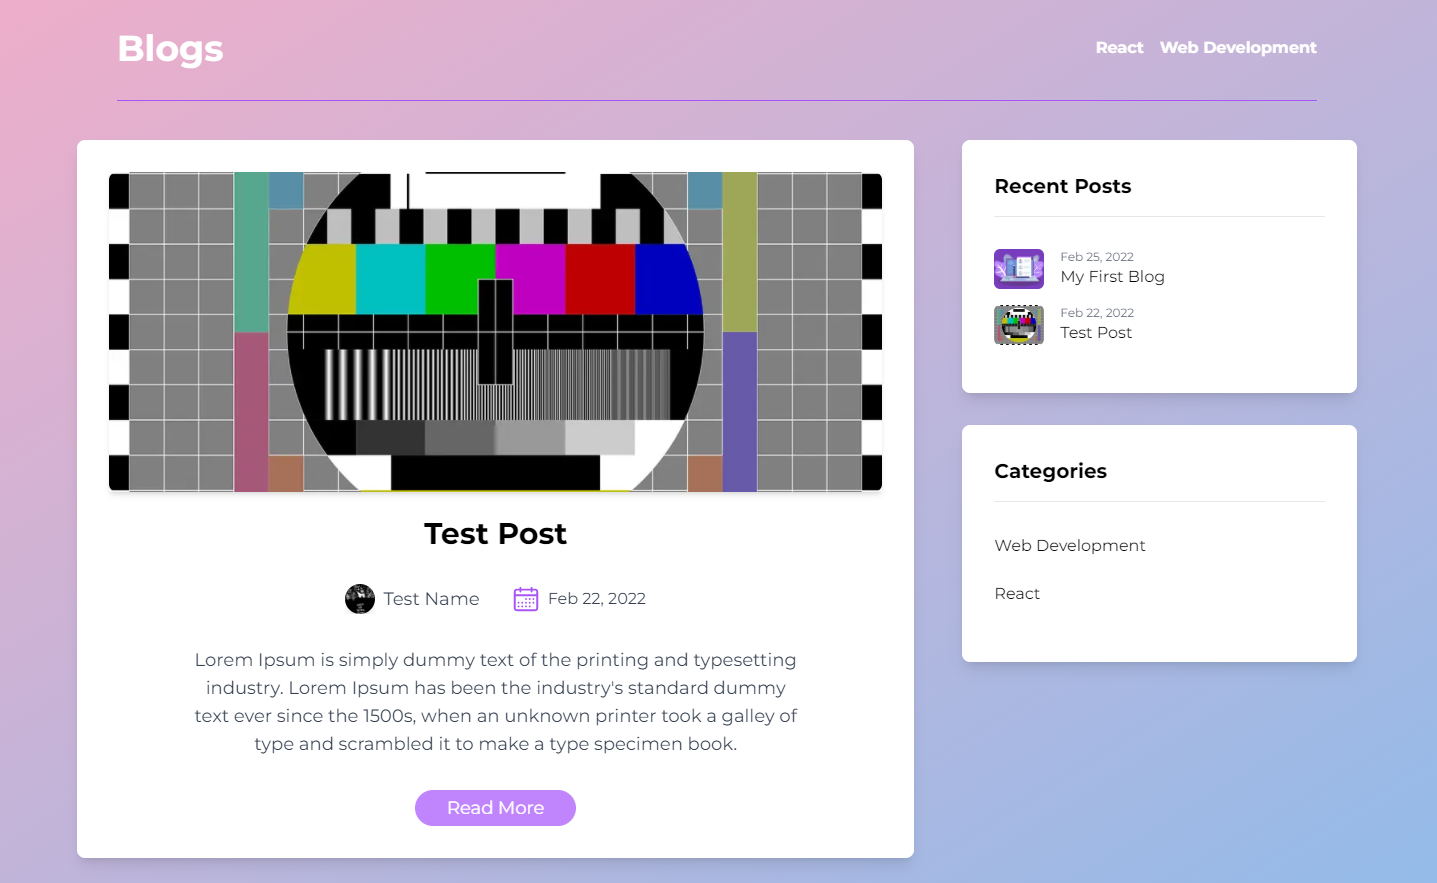 Blogs
React
Web Development
Test Post
Test Name
Feb 22, 2022
Lorem Ipsum is simply dummy text of the printing and typesetting
industry. Lorem Ipsum has been the industry's standard dummy
text ever since the 1500s, when an unknown printer took a galley of
type and scrambled it to make a type specimen book.
Read More
Recent Posts
Feb 25, 2022
My First Blog
Feb 22, 2022
Test Post
Categories
Web Development
React